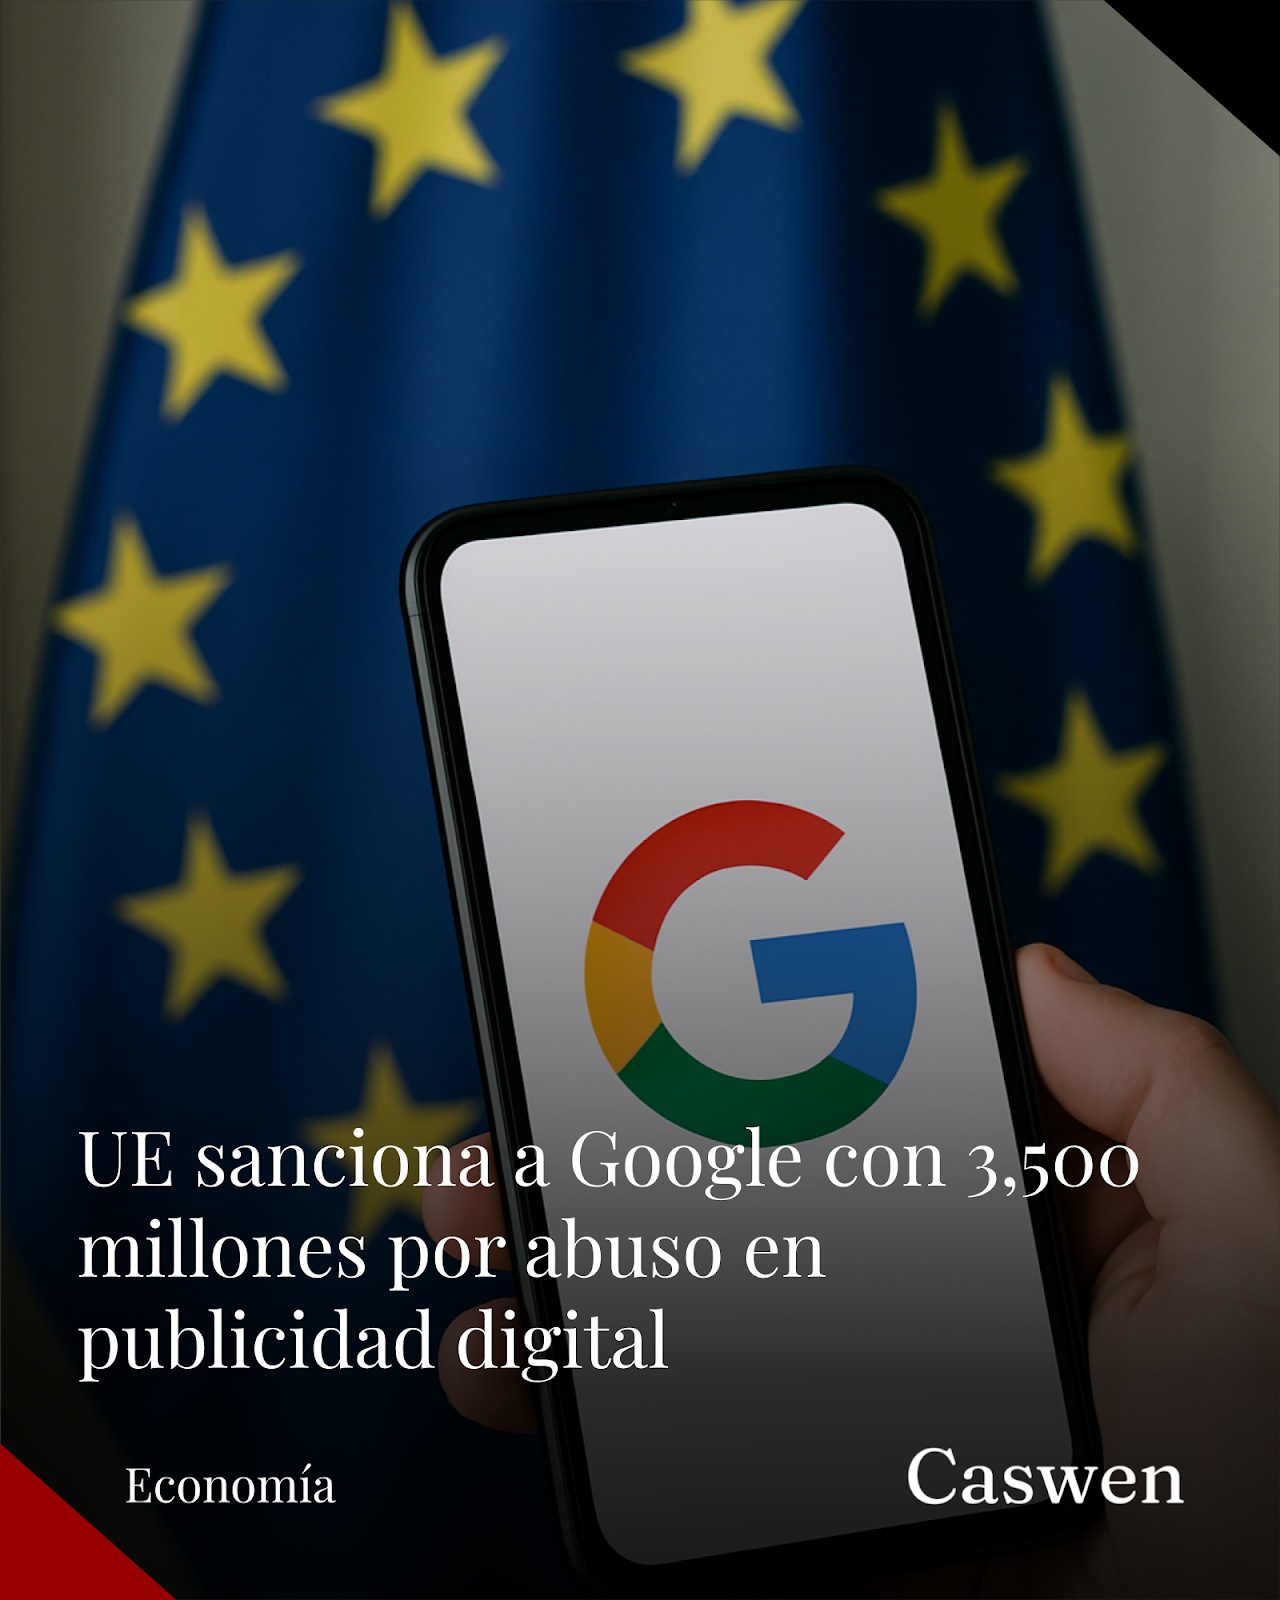 UE sanciona a Google con 3,500
millones por abuso en
publicidad digital
Economía
Caswen